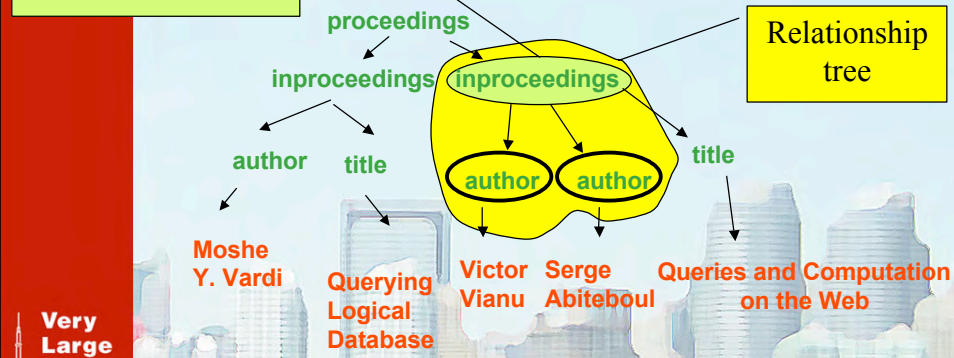 proceedings
Relationship
tree
inproceedings
inproceedings
author
title
author
author
title
Moshe
Y. Vardi
Querying
Logical
Database
Victor
Vianu
Serge
Abiteboul
Queries and Computation
on the Web
Very
Large